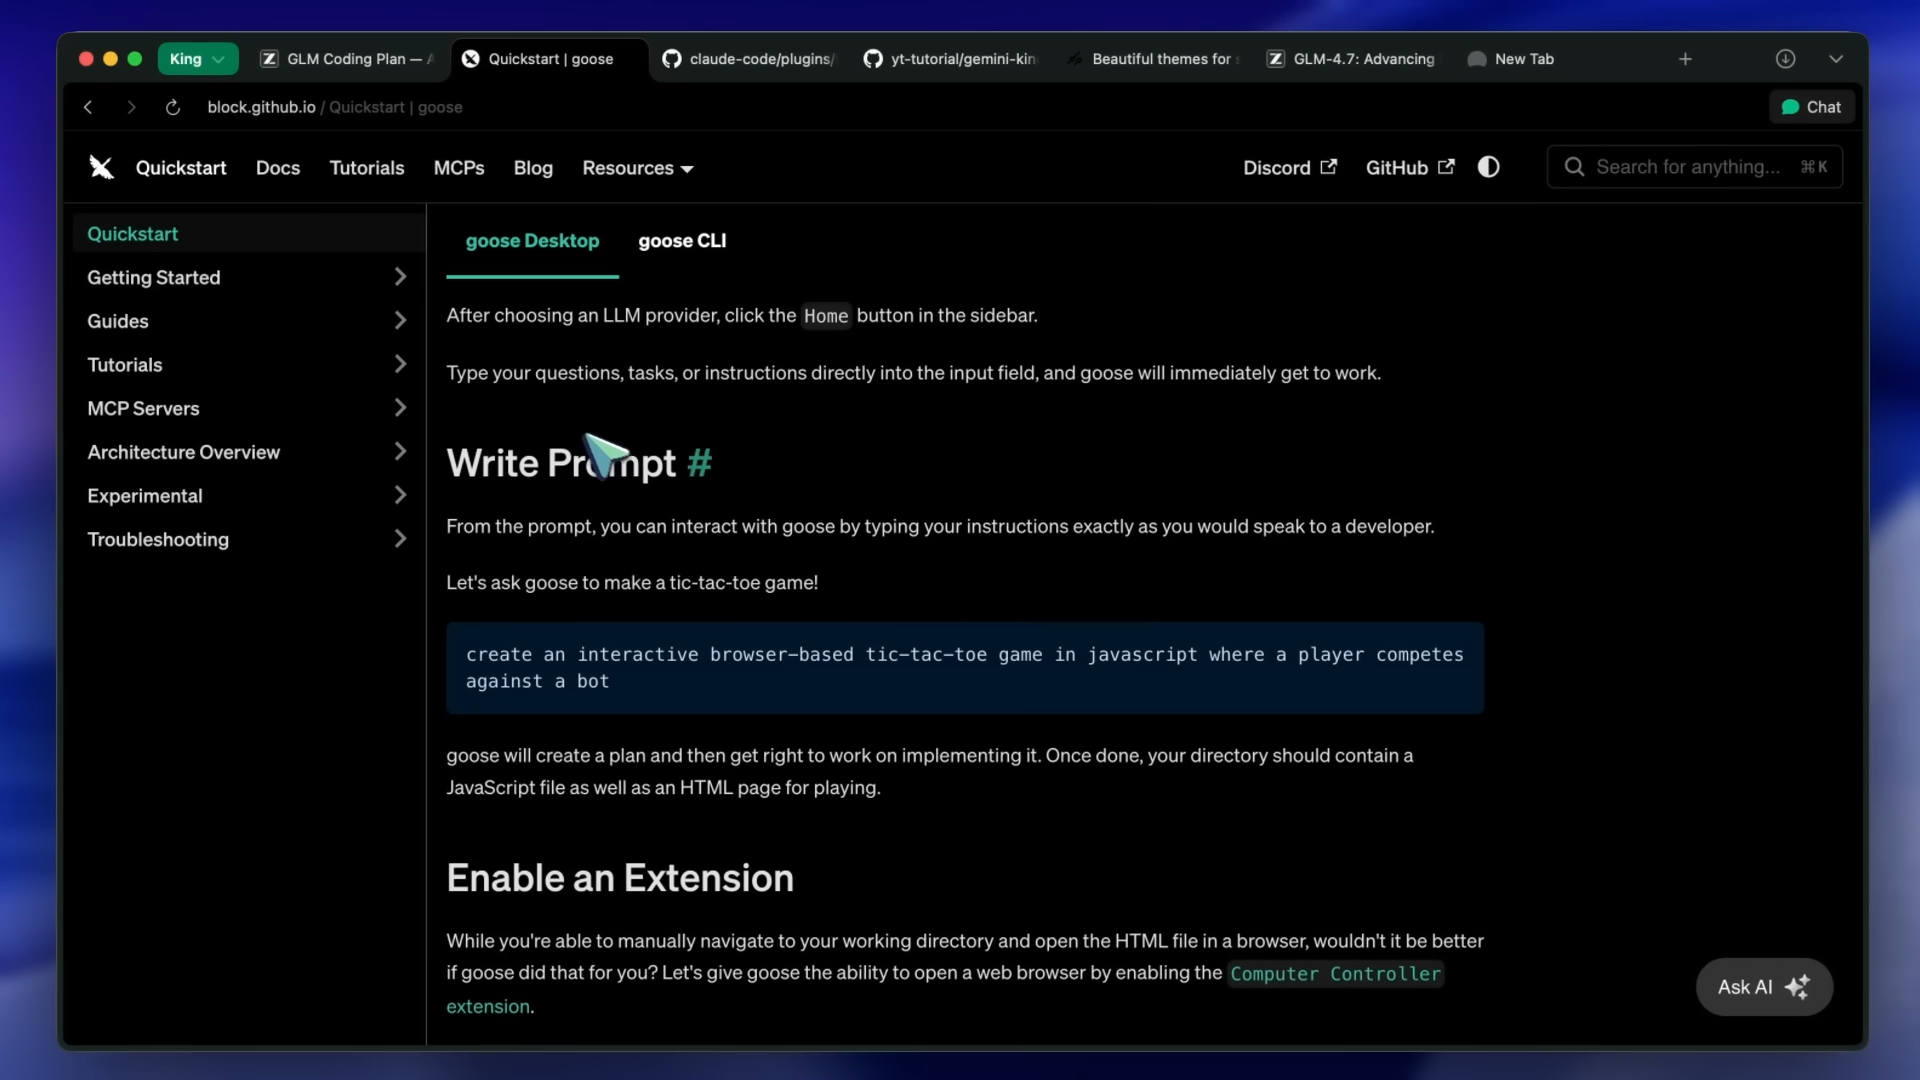 King
GLM Coding Plan — A
Quickstart | goose
claude-code/plugins/
yt-tutorial/gemini-kin
Beautiful themes for s
GLM-4.7: Advancing
New Tab
block.github.io / Quickstart | goose
Chat
Quickstart
Docs
Tutorials
MCPs
Blog
Resources
Discord
GitHub
Search for anything...
⌘K
Quickstart
Getting Started
Guides
Tutorials
MCP Servers
Architecture Overview
Experimental
Troubleshooting
goose Desktop
goose CLI
After choosing an LLM provider, click the Home button in the sidebar.
Type your questions, tasks, or instructions directly into the input field, and goose will immediately get to work.
Write Prompt #
From the prompt, you can interact with goose by typing your instructions exactly as you would speak to a developer.
Let's ask goose to make a tic-tac-toe game!
create an interactive browser-based tic-tac-toe game in javascript where a player competes
against a bot
goose will create a plan and then get right to work on implementing it. Once done, your directory should contain a
JavaScript file as well as an HTML page for playing.
Enable an Extension
While you're able to manually navigate to your working directory and open the HTML file in a browser, wouldn't it be better
if goose did that for you? Let's give goose the ability to open a web browser by enabling the Computer Controller
extension.
Ask AI